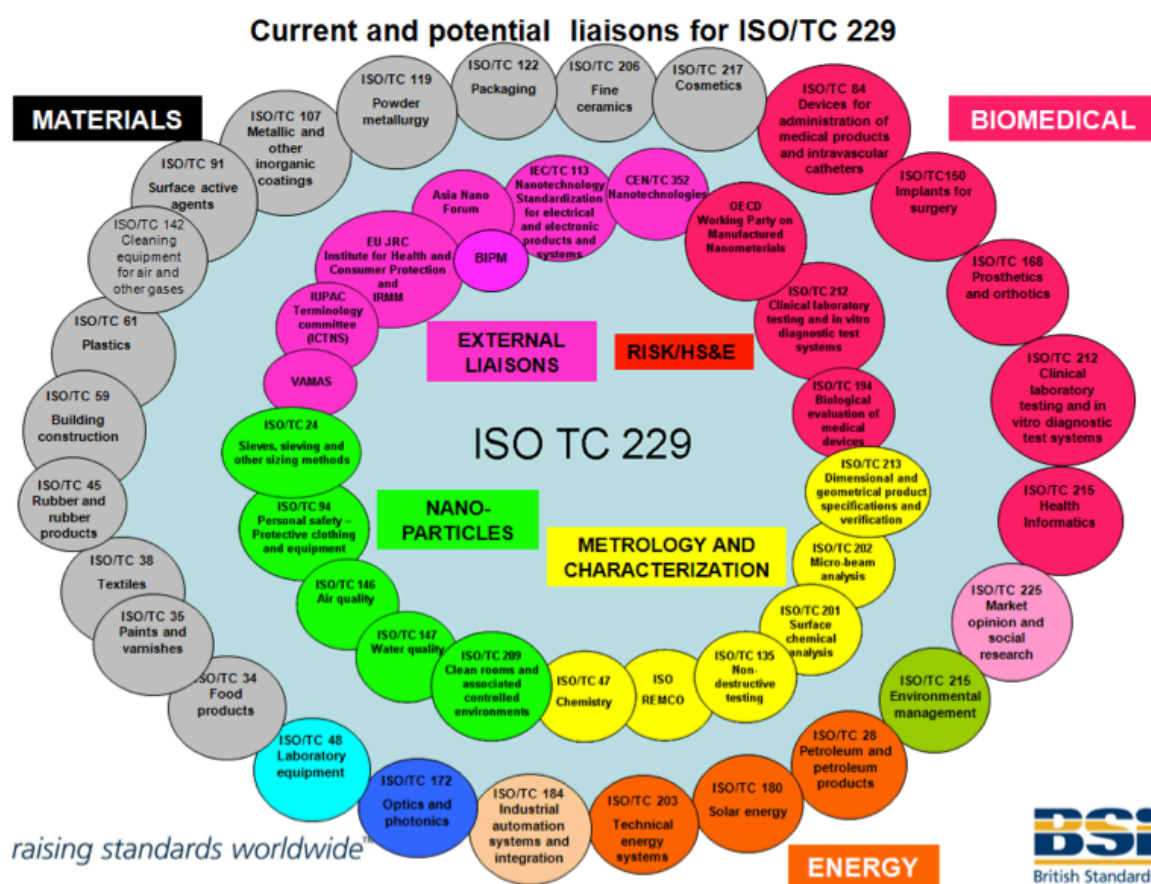 Current and potential liaisons for ISO/TC 229
MATERIALS
BIOMEDICAL
ISO/TC 122
Packaging
ISO/TC 206
Fine
ceramics
ISO/TC 217
Cosmetics
ISO/TC 84
Devices for
administration of
medical products
and intravascular
catheters
ISO/TC150
Implants for
surgery
ISO/TC 168
Prosthetics
and orthotics
ISO/TC 212
Clinical
laboratory
testing and in
vitro diagnostic
test systems
ISO/TC 215
Health
Informatics
ISO/TC 225
Market
opinion and
social
research
ISO/TC 215
Environmental
management
ISO/TC 28
Petroleum and
petroleum
products
ISO/TC 180
Solar energy
ISO/TC 203
Technical
energy
systems
ISO/TC 184
Industrial
automation
systems and
integration
ISO/TC 172
Optics and
photonics
ISO/TC 48
Laboratory
equipment
ISO/TC 34
Food
products
ISO/TC 35
Paints and
varnishes
ISO/TC 38
Textiles
ISO/TC 45
Rubber and
rubber
products
ISO/TC 59
Building
construction
ISO/TC 61
Plastics
ISO/TC 142
Cleaning
equipment
for air and
other gases
ISO/TC 91
Surface active
agents
ISO/TC 107
Metallic and
other
inorganic
coatings
ISO/TC 119
Powder
metallurgy
Asia Nano
Forum
IEC/TC 113
Nanotechnology
Standardization
for electrical
and electronic
products and
systems
CEN/TC 352
Nanotechnologies
OECD
Working Party on
Manufactured
Nanometerials
ISO/TC 212
Clinical laboratory
testing and in vitro
diagnostic test
systems
ISO/TC 194
Biological
evaluation of
medical
devices
ISO/TC 213
Dimensional and
geometrical product
specifications and
verification
ISO/TC 202
Micro-beam
analysis
ISO/TC 201
Surface
chemical
analysis
ISO/TC 135
Non-
destructive
testing
ISO
REMCO
ISO/TC 47
Chemistry
ISO/TC 209
Clean rooms and
associated
controlled
environments
ISO/TC 147
Water quality
ISO/TC 146
Air quality
ISO/TC 94
Personal safety –
Protective clothing
and equipment
ISO/TC 24
Sieves, sieving and
other sizing methods
VAMAS
IUPAC
Terminology
committee
(ICTNS)
EU JRC
Institute for Health and
Consumer Protection
and
IRMM
BIPM
EXTERNAL
LIAISONS
RISK/HS&E
ISO TC 229
NANO-
PARTICLES
METROLOGY AND
CHARACTERIZATION
ENERGY
raising standards worldwide™
BSi
British Standards